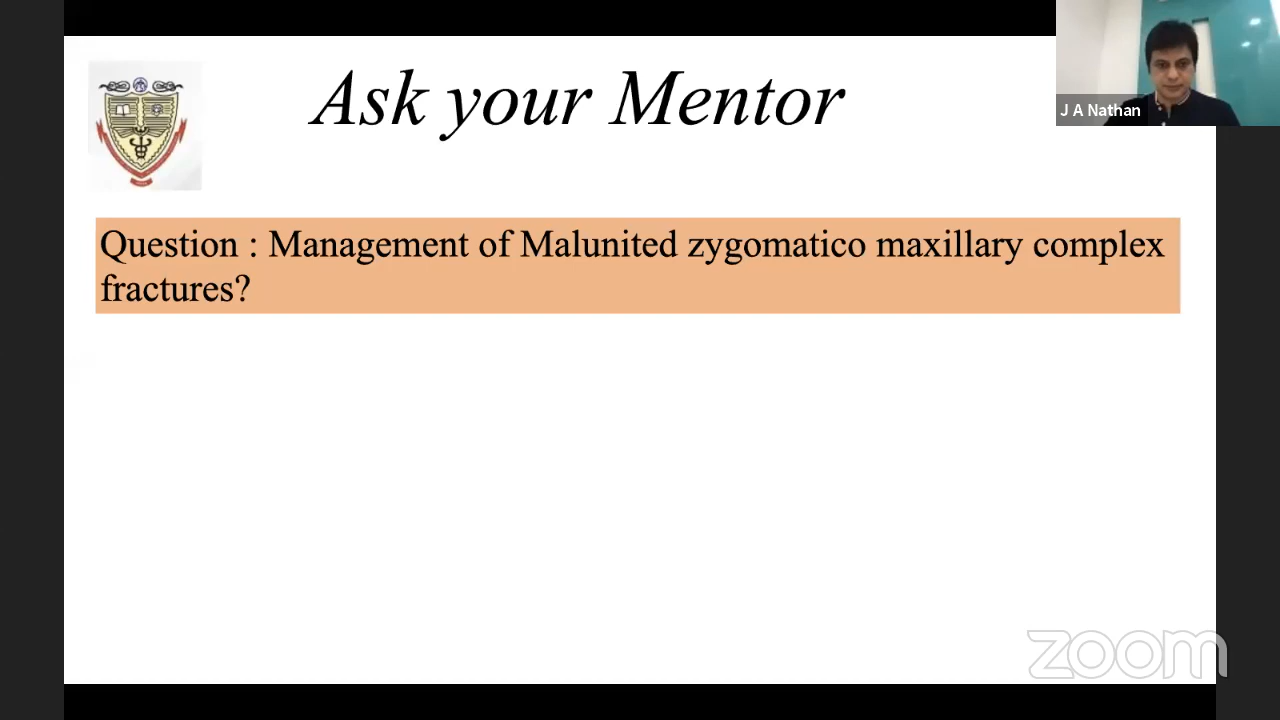 Ask your Mentor
J A Nathan
Question : Management of Malunited zygomatico maxillary complex
fractures?
zoom